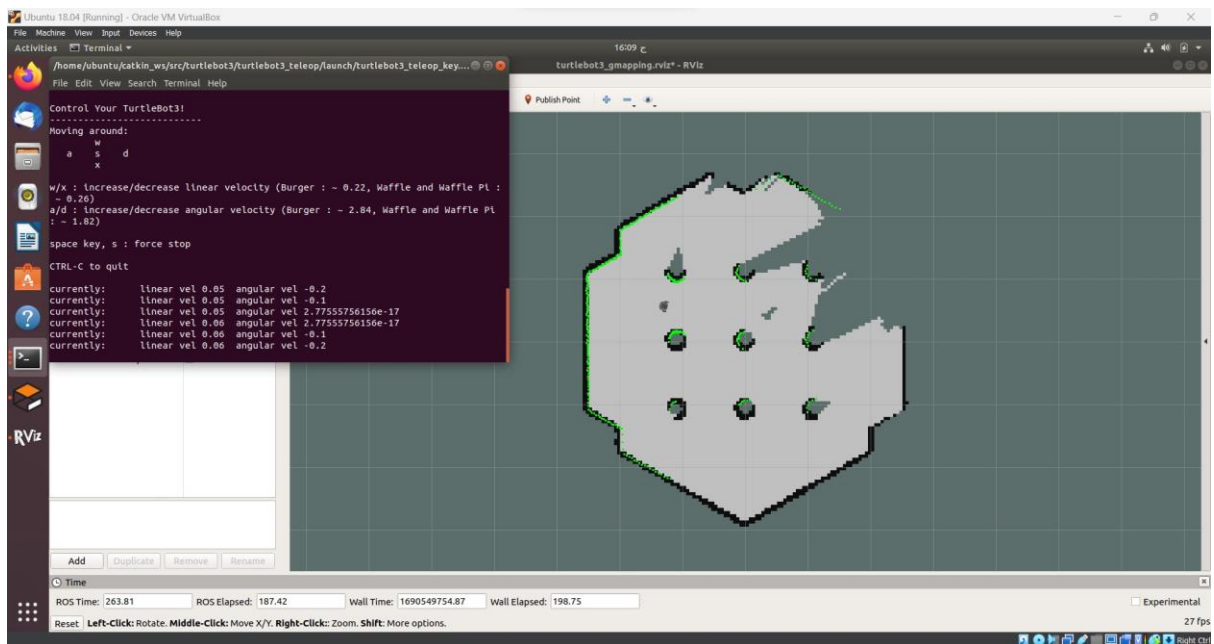 Ubuntu 18.04 [Running] - Oracle VM VirtualBox
File Machine View Input Devices Help
Activities Terminal 16:09 ح
/home/ubuntu/catkin_ws/src/turtlebot3/turtlebot3_teleop/launch/turtlebot3_teleop_key....
turtlebot3_gmapping.rviz* - RViz
File Edit View Search Terminal Help
Publish Point
Control Your TurtleBot3!
---------------------------
Moving around:
w
a s d
x
w/x : increase/decrease linear velocity (Burger : ~ 0.22, Waffle and Waffle Pi :
~ 0.26)
a/d : increase/decrease angular velocity (Burger : ~ 2.84, Waffle and Waffle Pi
: ~ 1.82)
space key, s : force stop
CTRL-C to quit
currently: linear vel 0.05 angular vel -0.2
currently: linear vel 0.05 angular vel -0.1
currently: linear vel 0.05 angular vel 2.77555756156e-17
currently: linear vel 0.06 angular vel 2.77555756156e-17
currently: linear vel 0.06 angular vel -0.1
currently: linear vel 0.06 angular vel -0.2
RViz
Add Duplicate Remove Rename
Time
ROS Time: 263.81 ROS Elapsed: 187.42 Wall Time: 1690549754.87 Wall Elapsed: 198.75 Experimental
Reset Left-Click: Rotate. Middle-Click: Move X/Y. Right-Click:: Zoom. Shift: More options. 27 fps
Right Ctrl